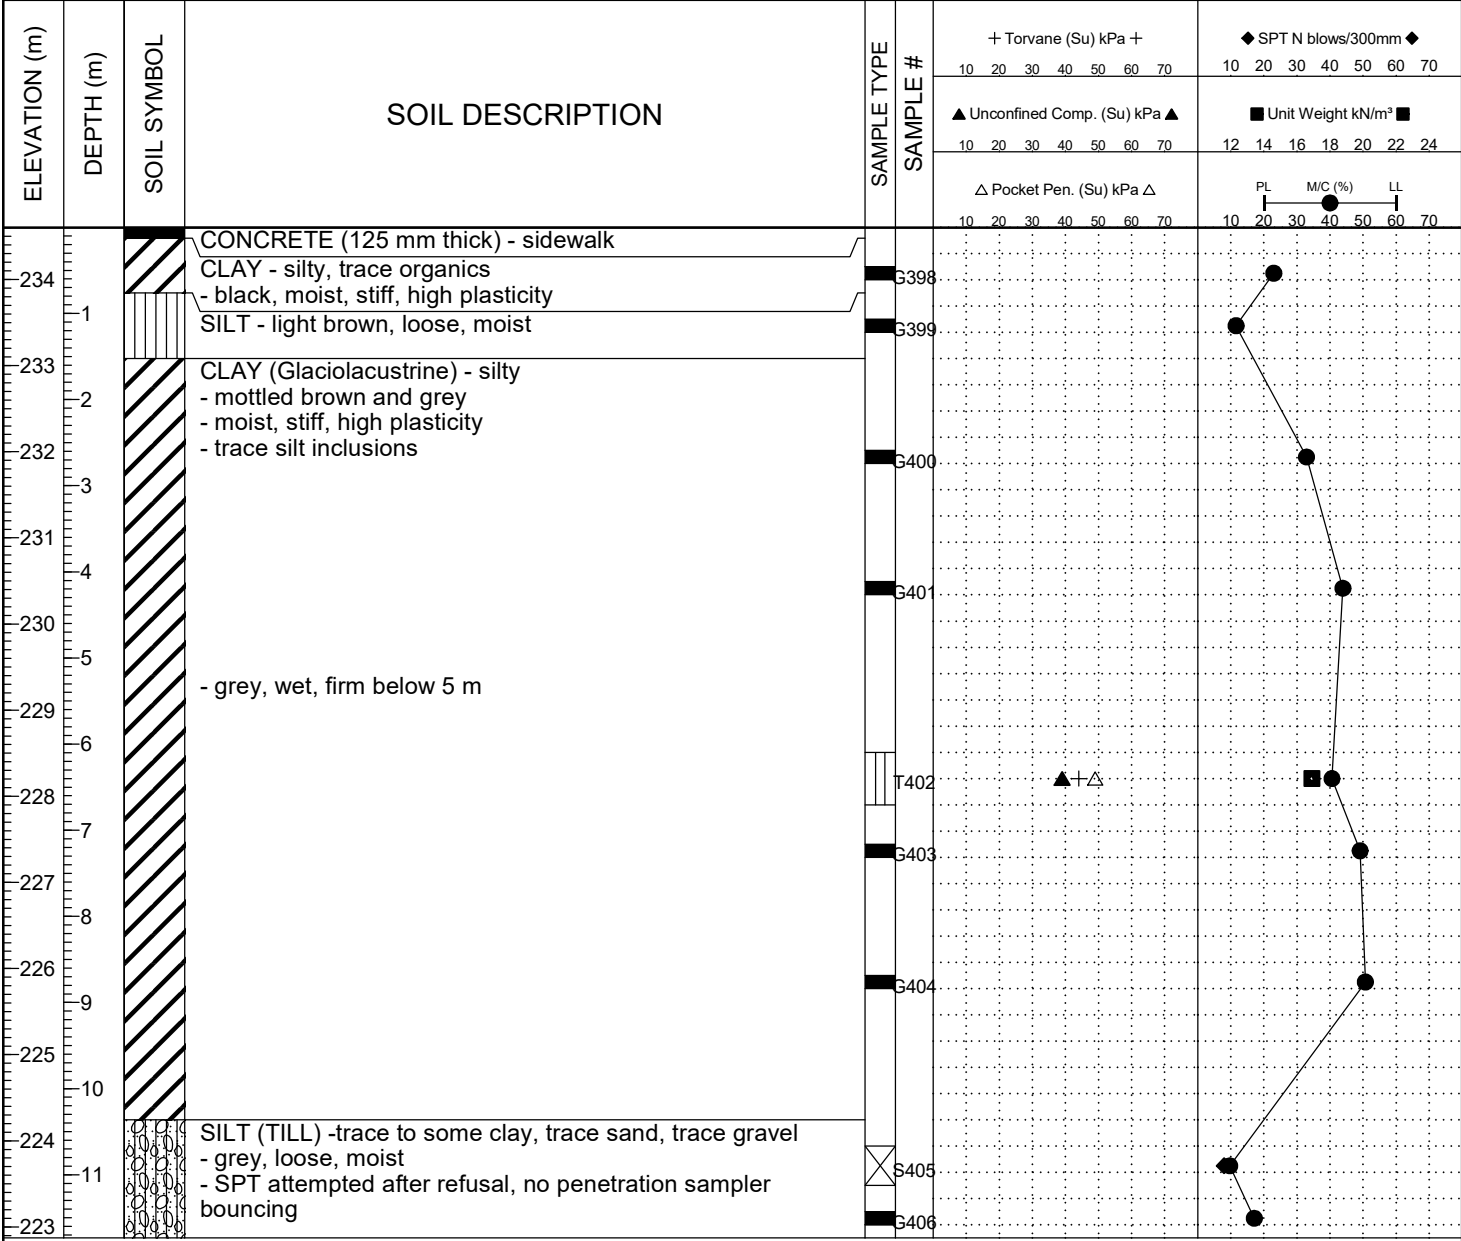 ELEVATION (m)
DEPTH (m)
SOIL SYMBOL
SOIL DESCRIPTION
SAMPLE TYPE
SAMPLE #
+ Torvane (Su) kPa +
10 20 30 40 50 60 70
▲ Unconfined Comp. (Su) kPa ▲
10 20 30 40 50 60 70
△ Pocket Pen. (Su) kPa △
10 20 30 40 50 60 70
◆ SPT N blows/300mm ◆
10 20 30 40 50 60 70
■ Unit Weight kN/m³ ■
12 14 16 18 20 22 24
PL M/C (%) LL
10 20 30 40 50 60 70
CONCRETE (125 mm thick) - sidewalk
CLAY - silty, trace organics
234
G398
- black, moist, stiff, high plasticity
1
SILT - light brown, loose, moist
G399
233
CLAY (Glaciolacustrine) - silty
2
- mottled brown and grey
- moist, stiff, high plasticity
232
- trace silt inclusions
G400
3
231
4
G401
230
5
- grey, wet, firm below 5 m
229
6
T402
228
7
G403
227
8
226
G404
9
225
10
SILT (TILL) -trace to some clay, trace sand, trace gravel
224
- grey, loose, moist
S405
11
- SPT attempted after refusal, no penetration sampler
bouncing
G406
223